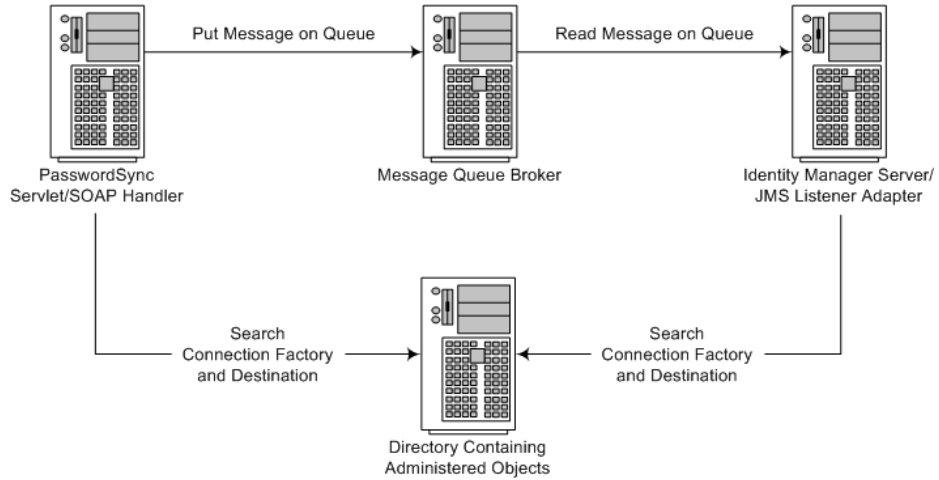 Put Message on Queue
Read Message on Queue
PasswordSync
Servlet/SOAP Handler
Message Queue Broker
Identity Manager Server/
JMS Listener Adapter
Search
Connection Factory
and Destination
Search
Connection Factory
and Destination
Directory Containing
Administered Objects